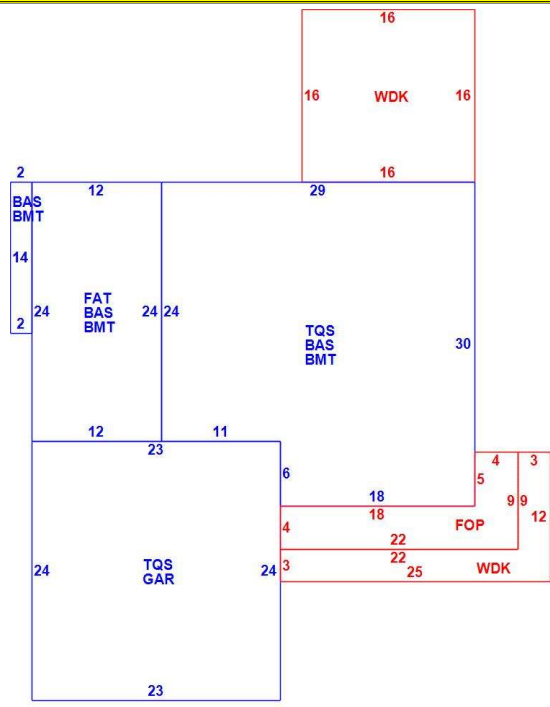 16
16 WDK 16
16
2 12 29
BAS
BMT
14
24 FAT 24 24
BAS
BMT
2
TQS 30
BAS
BMT
12 11
23
4 3
6 5
18 9 9
18 12
4 FOP
22
22
24 TQS 24 3 WDK
GAR 25
23